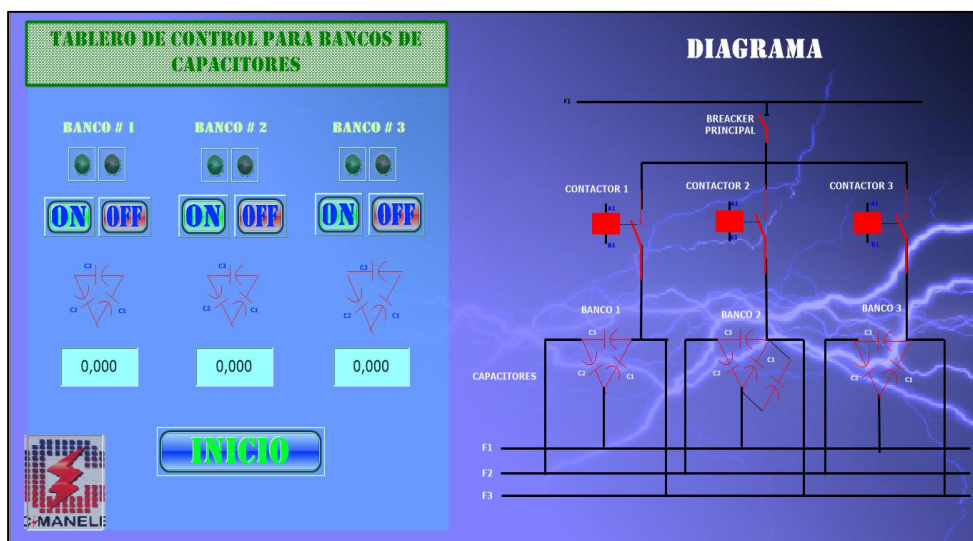 TABLERO DE CONTROL PARA BANCOS DE
CAPACITORES
BANCO # 1
BANCO # 2
BANCO # 3
ON
OFF
ON
OFF
ON
OFF
C3
C2
C1
C3
C2
C1
C3
C2
C1
0,000
0,000
0,000
INICIO
C MANELE
DIAGRAMA
F1
BREACKER
PRINCIPAL
CONTACTOR 1
CONTACTOR 2
CONTACTOR 3
A1
B1
A1
B1
A1
B1
BANCO 1
BANCO 2
BANCO 3
C3
C2
C1
C3
C2
C1
C3
C2
C1
CAPACITORES
F1
F2
F3